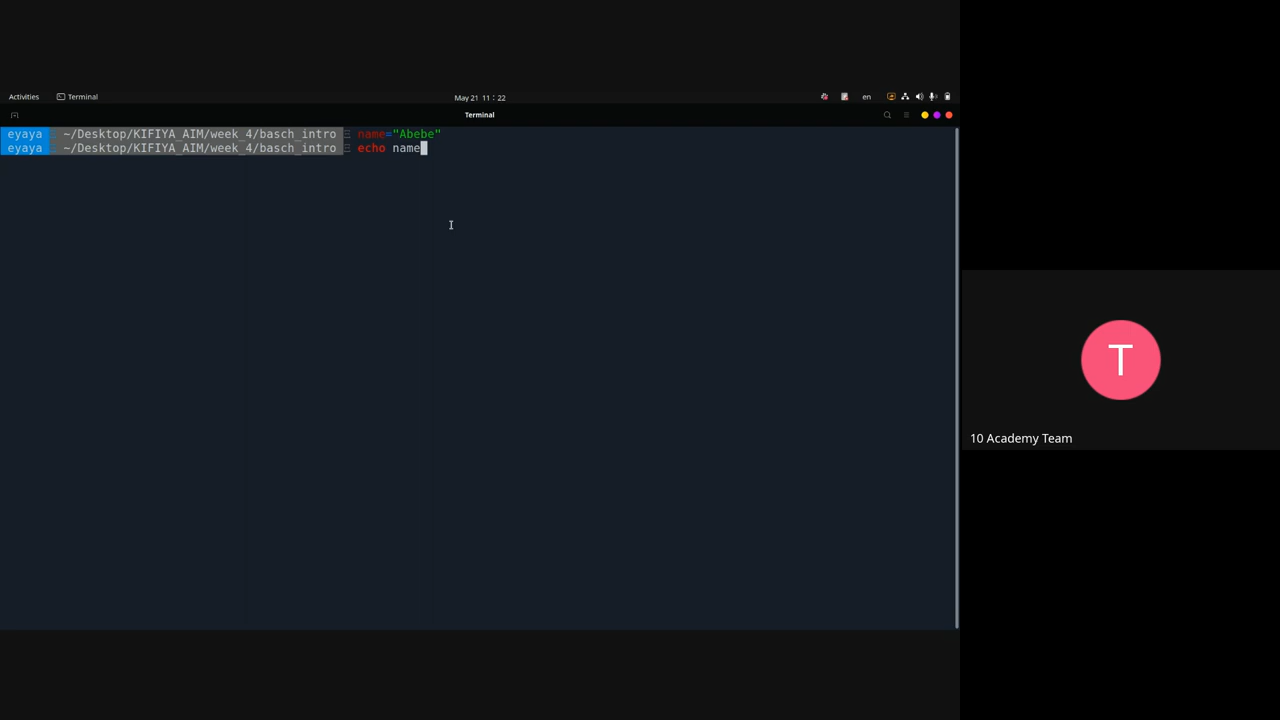 Activities Terminal May 21 11:22 en
Terminal
eyaya ~/Desktop/KIFIYA_AIM/week_4/basch_intro name="Abebe"
eyaya ~/Desktop/KIFIYA_AIM/week_4/basch_intro echo name
T
10 Academy Team